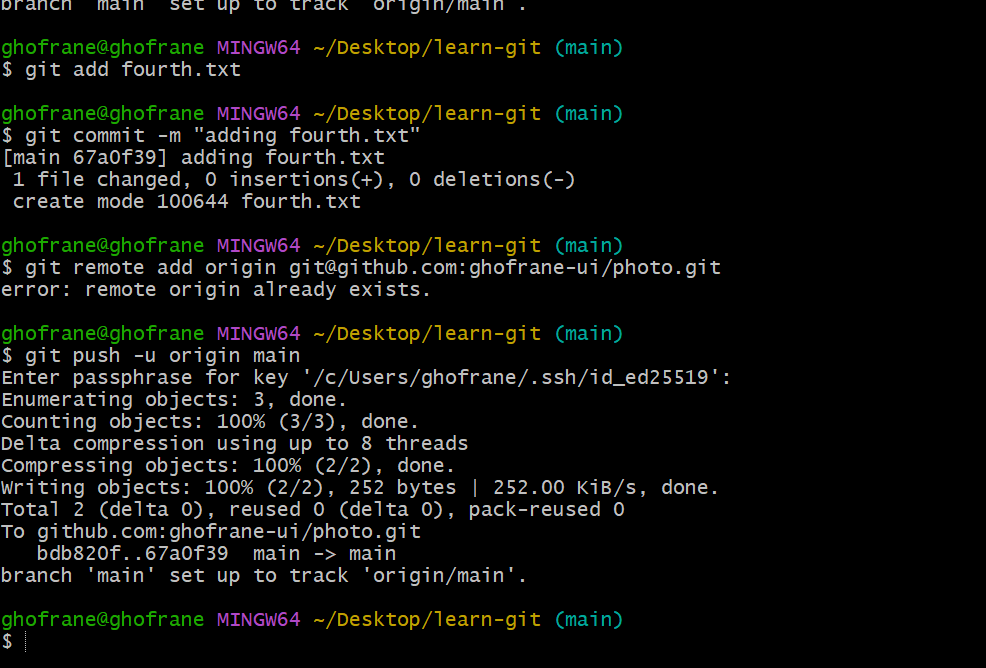 branch 'main' set up to track 'origin/main'.
ghofrane@ghofrane MINGW64 ~/Desktop/learn-git (main)
$ git add fourth.txt
ghofrane@ghofrane MINGW64 ~/Desktop/learn-git (main)
$ git commit -m "adding fourth.txt"
[main 67a0f39] adding fourth.txt
 1 file changed, 0 insertions(+), 0 deletions(-)
 create mode 100644 fourth.txt
ghofrane@ghofrane MINGW64 ~/Desktop/learn-git (main)
$ git remote add origin git@github.com:ghofrane-ui/photo.git
error: remote origin already exists.
ghofrane@ghofrane MINGW64 ~/Desktop/learn-git (main)
$ git push -u origin main
Enter passphrase for key '/c/Users/ghofrane/.ssh/id_ed25519':
Enumerating objects: 3, done.
Counting objects: 100% (3/3), done.
Delta compression using up to 8 threads
Compressing objects: 100% (2/2), done.
Writing objects: 100% (2/2), 252 bytes | 252.00 KiB/s, done.
Total 2 (delta 0), reused 0 (delta 0), pack-reused 0
To github.com:ghofrane-ui/photo.git
   bdb820f..67a0f39  main -> main
branch 'main' set up to track 'origin/main'.
ghofrane@ghofrane MINGW64 ~/Desktop/learn-git (main)
$